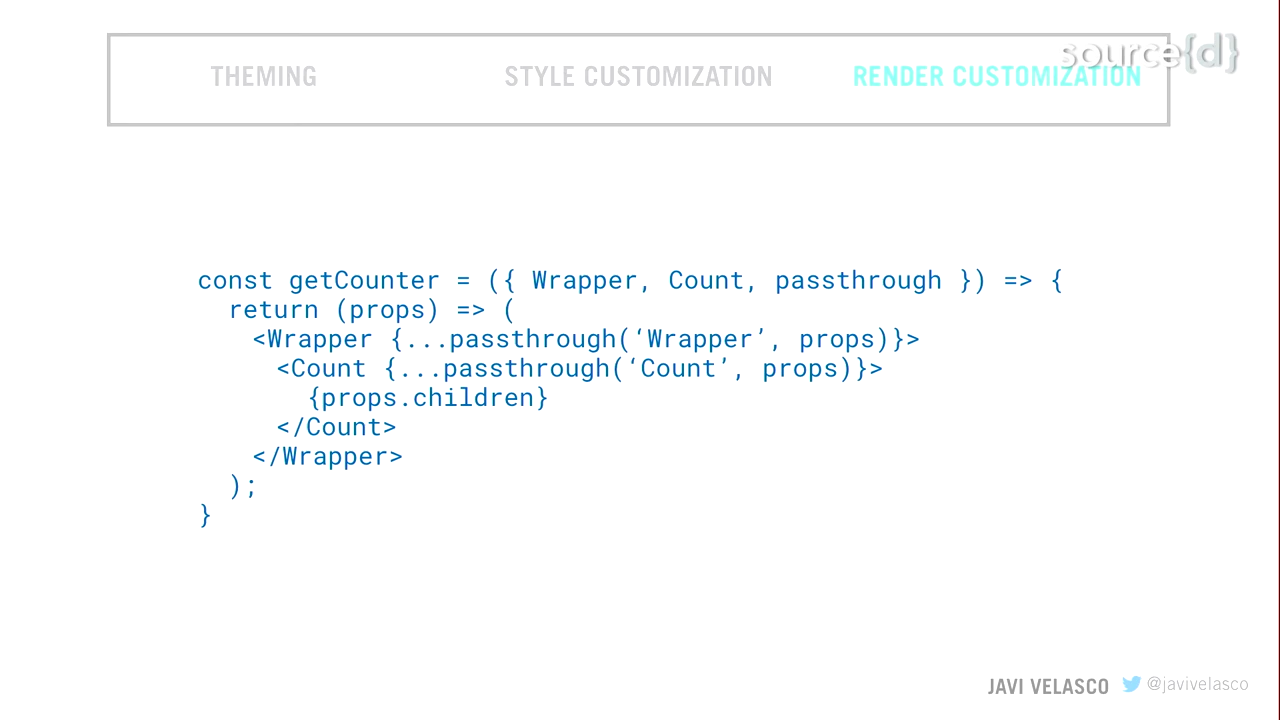 source{d}
THEMING STYLE CUSTOMIZATION RENDER CUSTOMIZATION
const getCounter = ({ Wrapper, Count, passthrough }) => {
  return (props) => (
    <Wrapper {...passthrough(‘Wrapper’, props)}>
      <Count {...passthrough(‘Count’, props)}>
        {props.children}
      </Count>
    </Wrapper>
  );
}
JAVI VELASCO @javivelasco